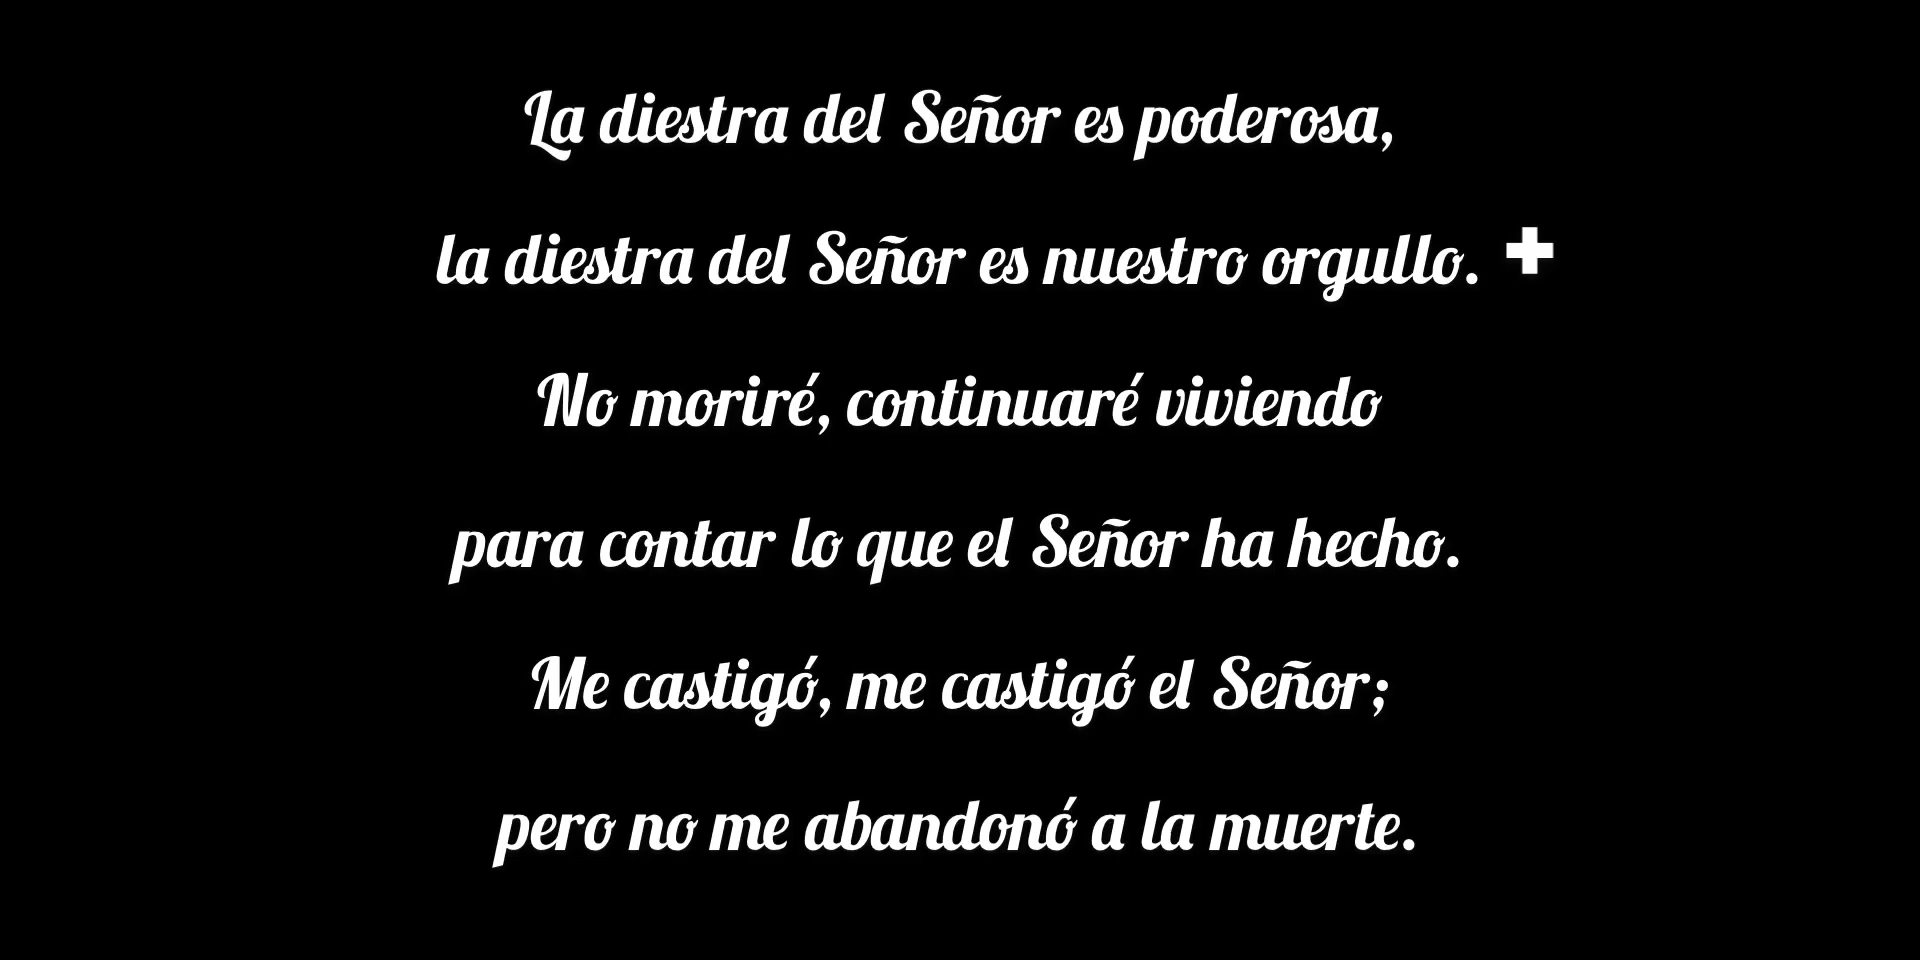 La diestra del Señor es poderosa,
la diestra del Señor es nuestro orgullo. ✚
No moriré, continuaré viviendo
para contar lo que el Señor ha hecho.
Me castigó, me castigó el Señor;
pero no me abandonó a la muerte.